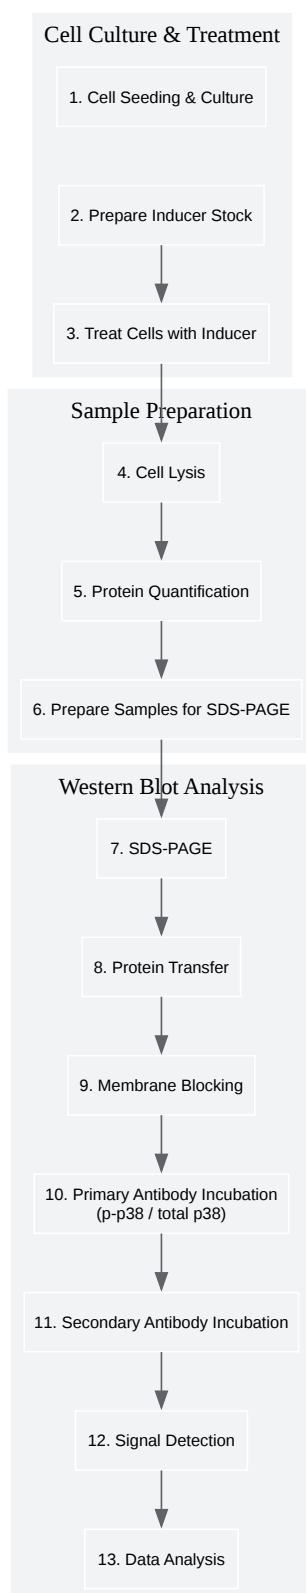 Cell Culture & Treatment
1. Cell Seeding & Culture
2. Prepare Inducer Stock
3. Treat Cells with Inducer
Sample Preparation
4. Cell Lysis
5. Protein Quantification
6. Prepare Samples for SDS-PAGE
Western Blot Analysis
7. SDS-PAGE
8. Protein Transfer
9. Membrane Blocking
10. Primary Antibody Incubation
(p-p38 / total p38)
11. Secondary Antibody Incubation
12. Signal Detection
13. Data Analysis